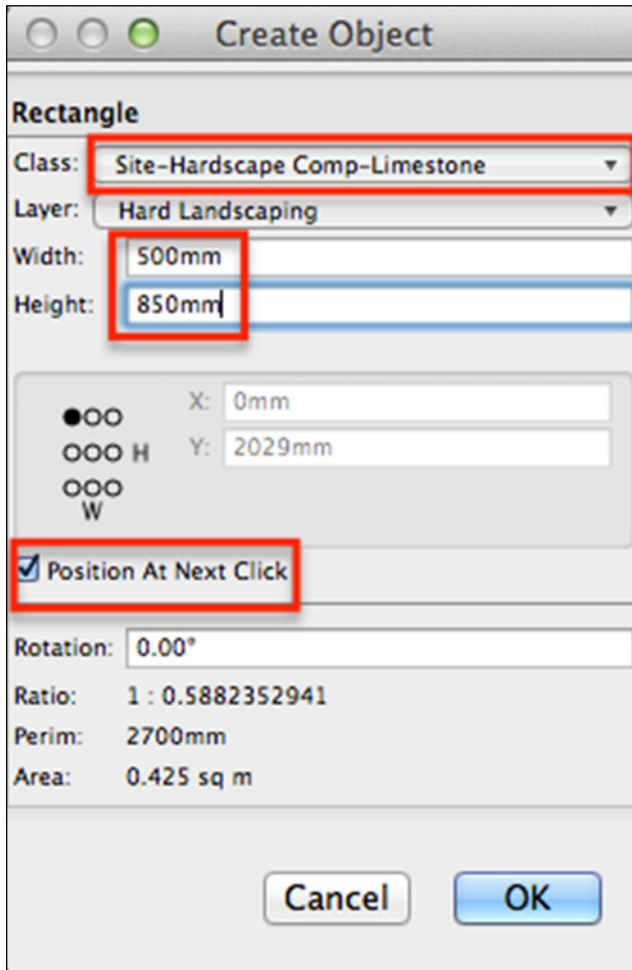 Create Object
Rectangle
Class: Site-Hardscape Comp-Limestone
Layer: Hard Landscaping
Width: 500mm
Height: 850mm
X: 0mm
H Y: 2029mm
W
Position At Next Click
Rotation: 0.00°
Ratio: 1 : 0.5882352941
Perim: 2700mm
Area: 0.425 sq m
Cancel OK